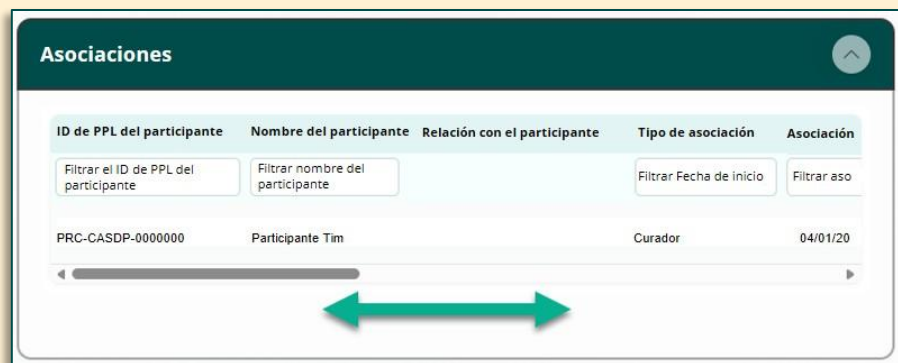 Asociaciones
ID de PPL del participante Nombre del participante Relación con el participante Tipo de asociación Asociación
Filtrar el ID de PPL del participante Filtrar nombre del participante Filtrar Fecha de inicio Filtrar aso
PRC-CASDP-0000000 Participante Tim Curador 04/01/20